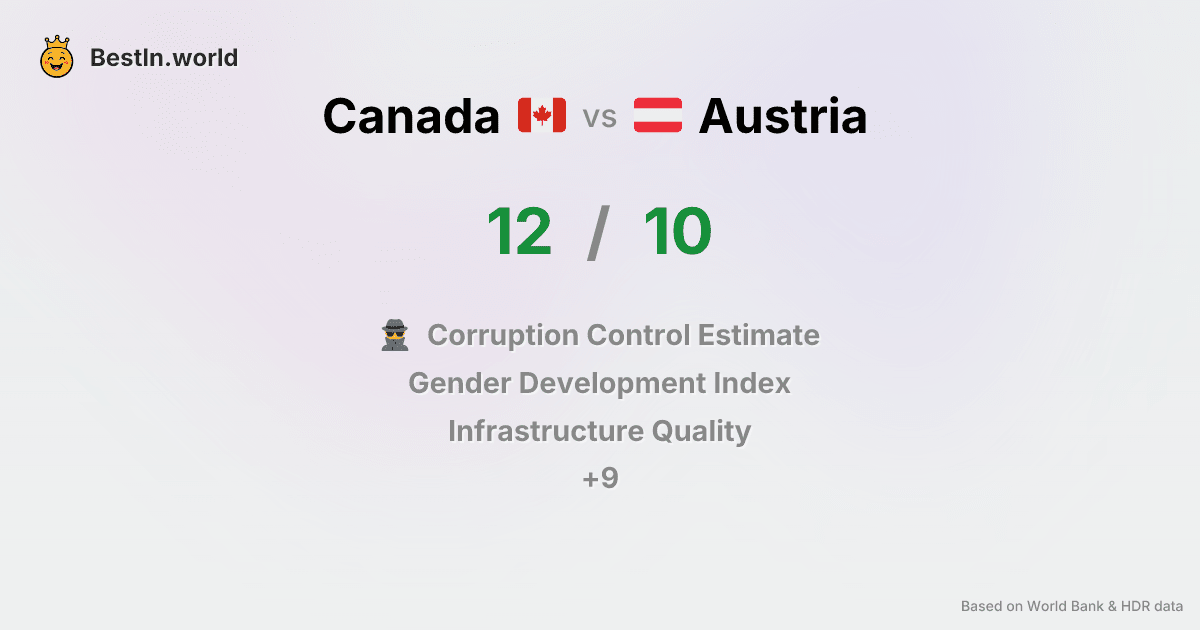 BestIn.world
Canada vs Austria
12 / 10
Corruption Control Estimate
Gender Development Index
Infrastructure Quality
+9
Based on World Bank & HDR data